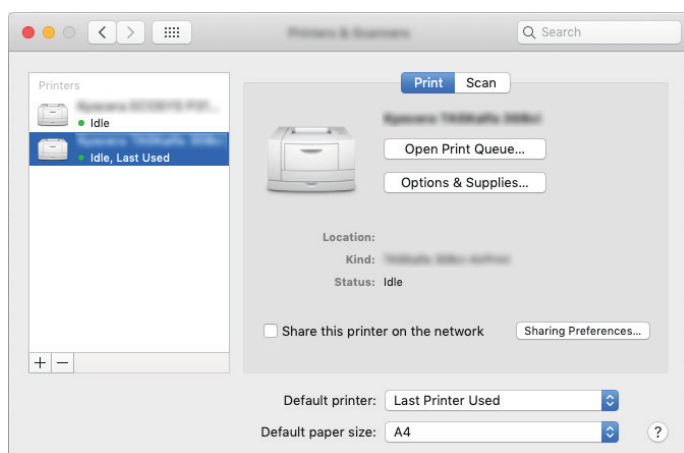 Search
Printers
Print Scan
Idle
Idle, Last Used
Open Print Queue...
Options & Supplies...
Location:
Kind:
Status: Idle
Share this printer on the network Sharing Preferences...
+ −
Default printer: Last Printer Used
Default paper size: A4 ?